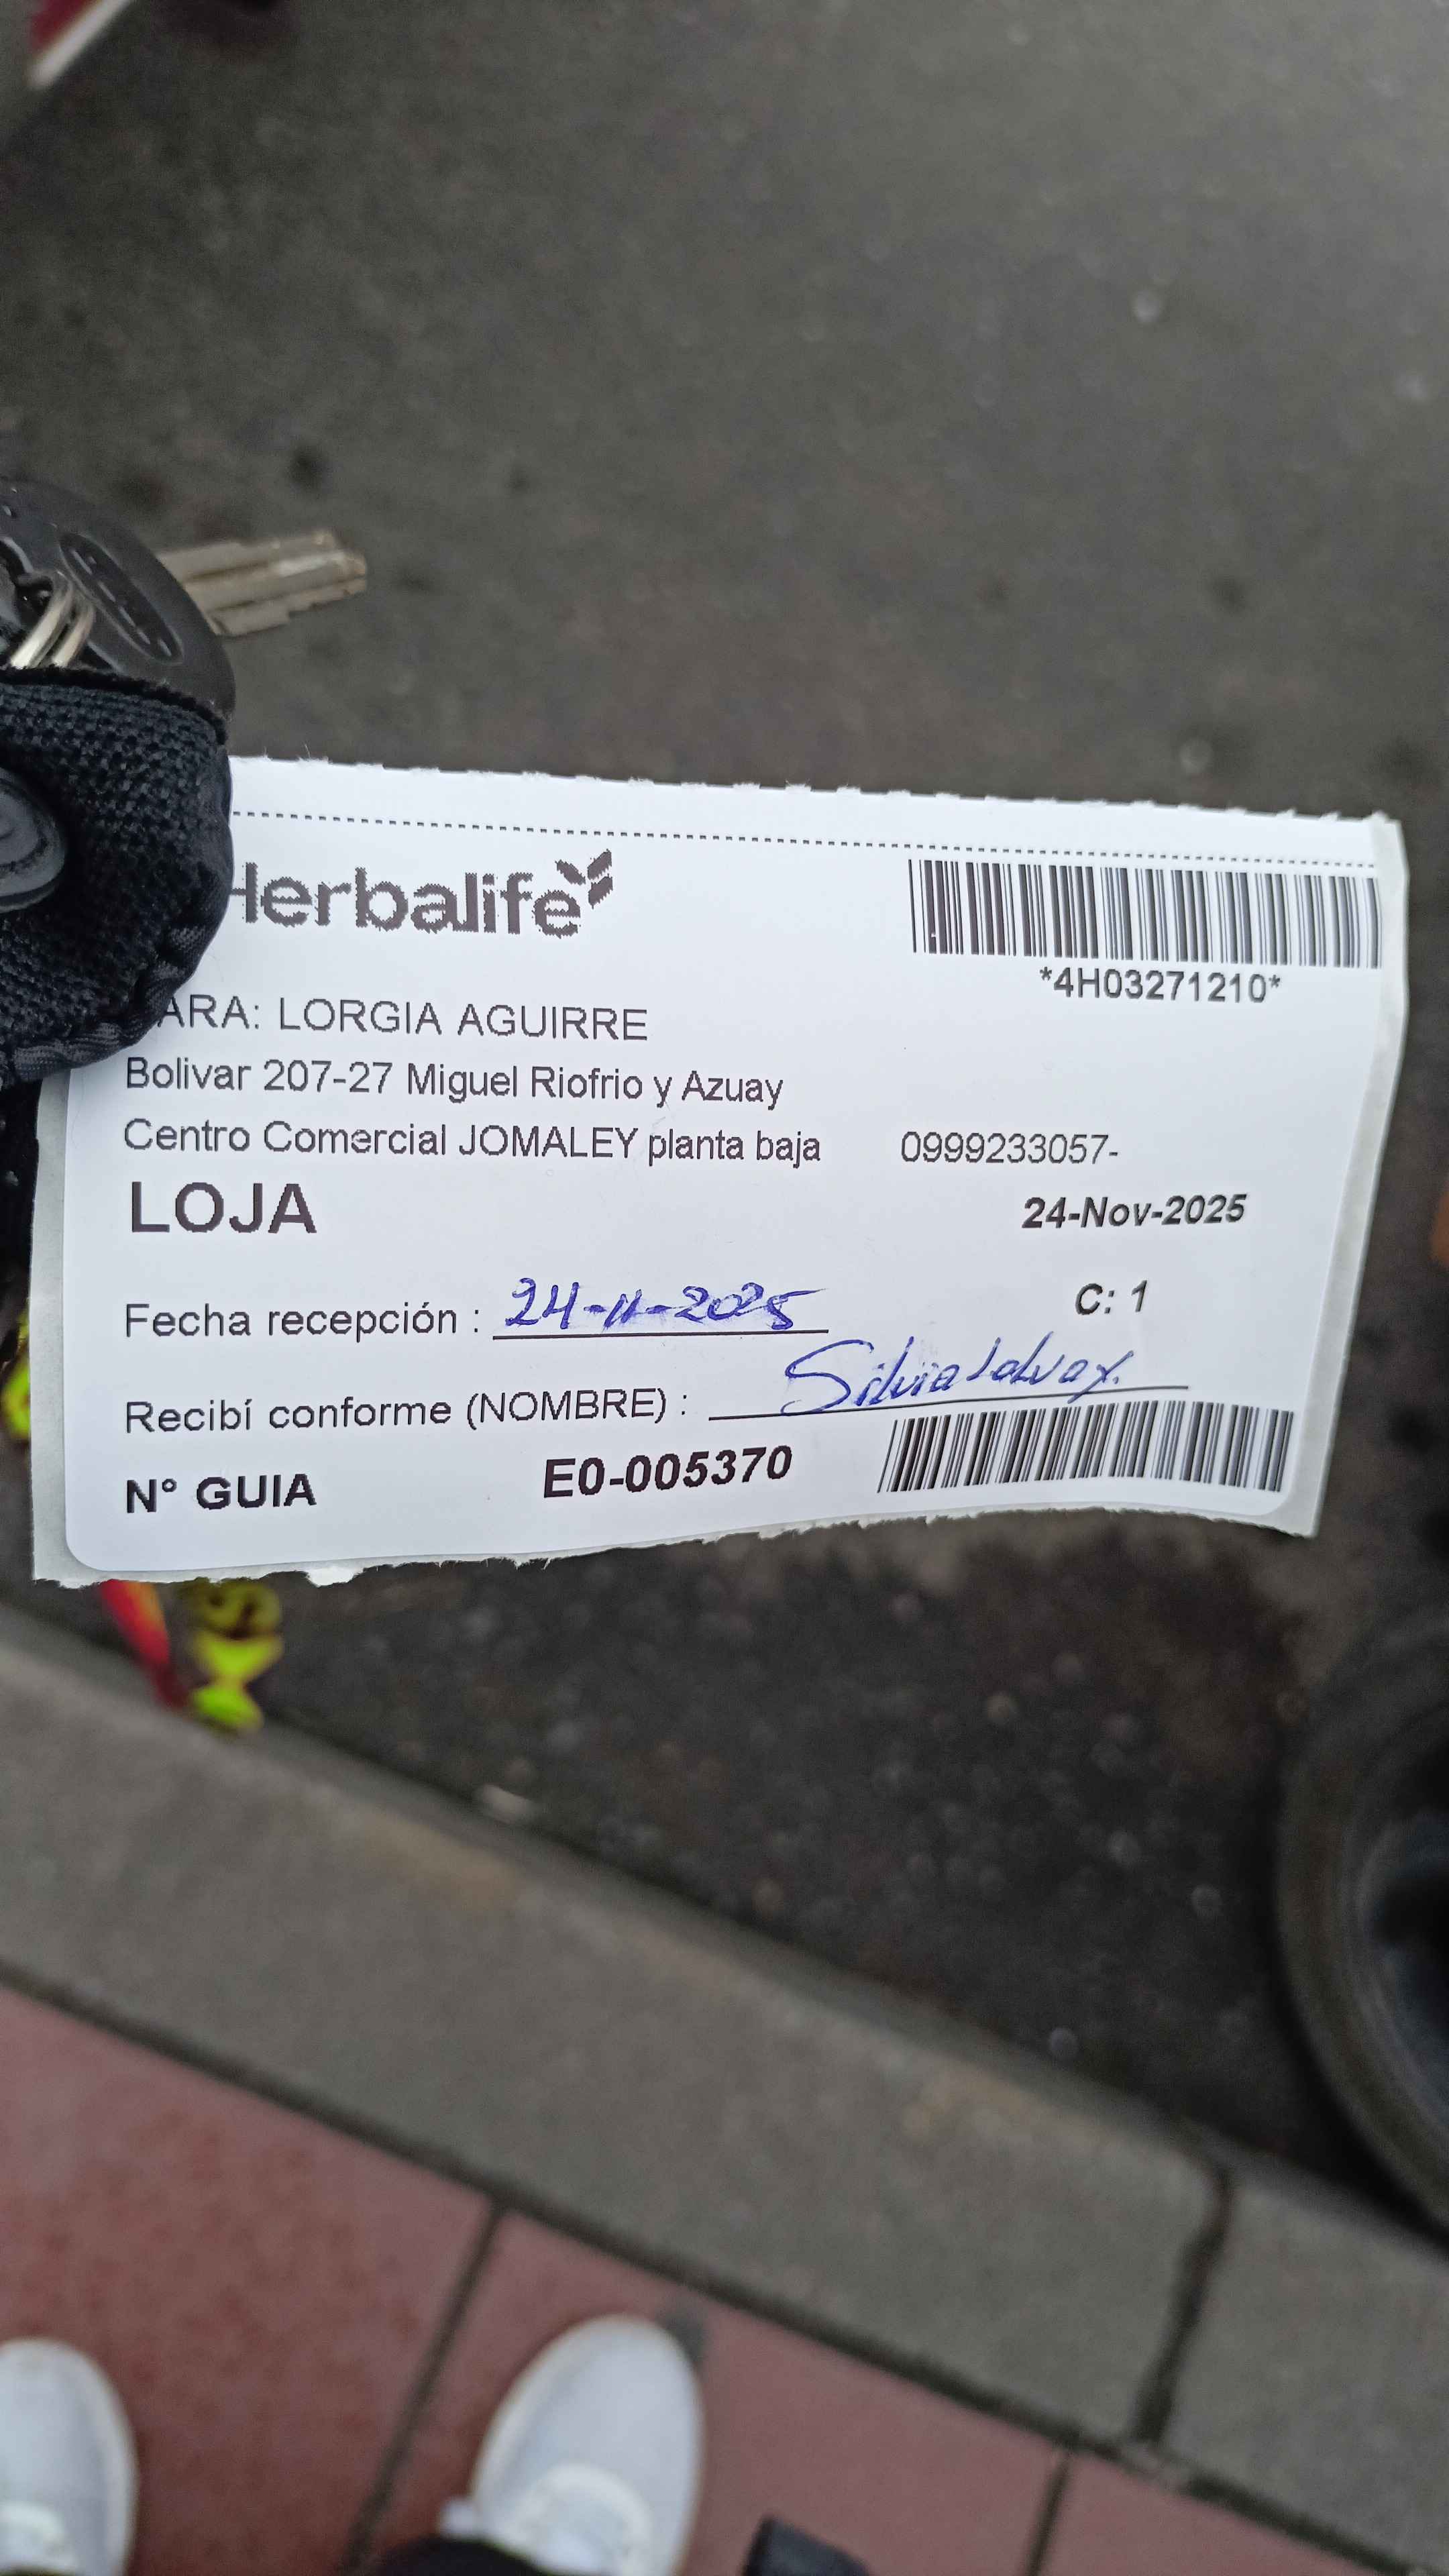 Herbalife
*4H03271210*
ARA: LORGIA AGUIRRE
Bolivar 207-27 Miguel Riofrio y Azuay
Centro Comercial JOMALEY planta baja 0999233057-
LOJA 24-Nov-2025
Fecha recepción : 24-11-2025 C: 1
Recibí conforme (NOMBRE) : Silvia
N° GUIA E0-005370